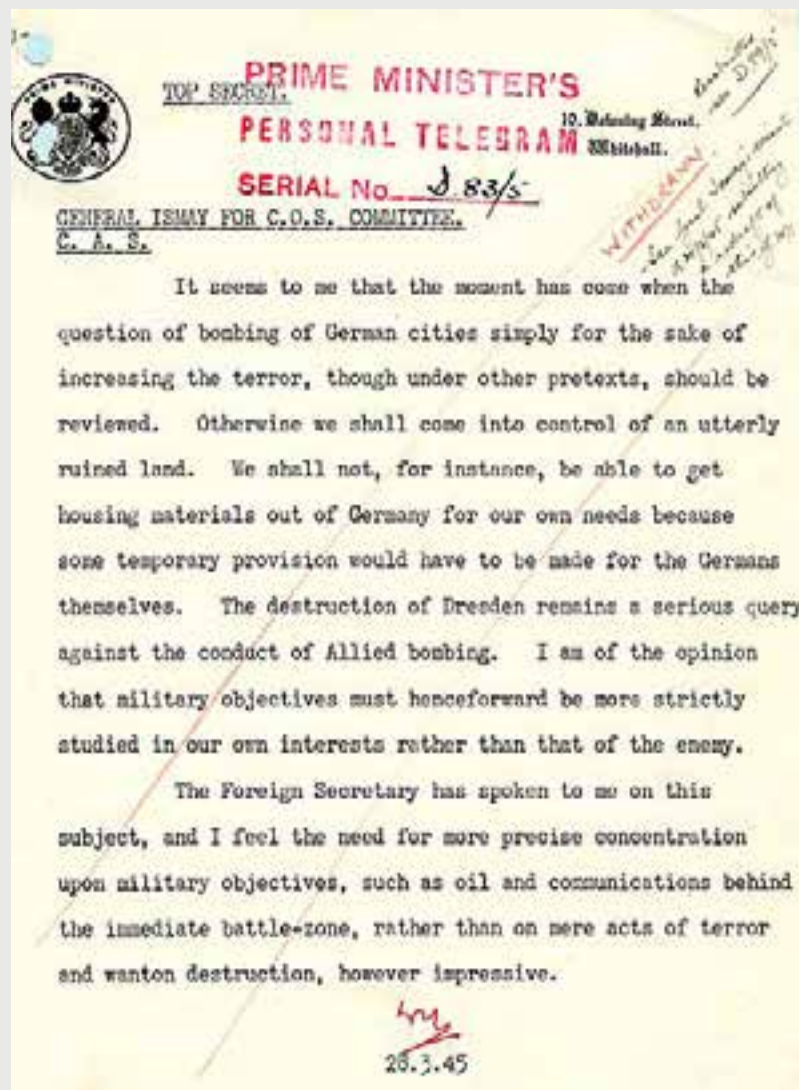 PRIME MINISTER'S
TOP SECRET.
PERSONAL TELEGRAM
10, Downing Street,
Whitehall.
SERIAL No D.83/5
WITHDRAWN
GENERAL ISMAY FOR C.O.S. COMMITTEE.
C. A. S.
It seems to me that the moment has come when the
question of bombing of German cities simply for the sake of
increasing the terror, though under other pretexts, should be
reviewed. Otherwise we shall come into control of an utterly
ruined land. We shall not, for instance, be able to get
housing materials out of Germany for our own needs because
some temporary provision would have to be made for the Germans
themselves. The destruction of Dresden remains a serious query
against the conduct of Allied bombing. I am of the opinion
that military objectives must henceforward be more strictly
studied in our own interests rather than that of the enemy.
The Foreign Secretary has spoken to me on this
subject, and I feel the need for more precise concentration
upon military objectives, such as oil and communications behind
the immediate battle-zone, rather than on mere acts of terror
and wanton destruction, however impressive.
28.3.45